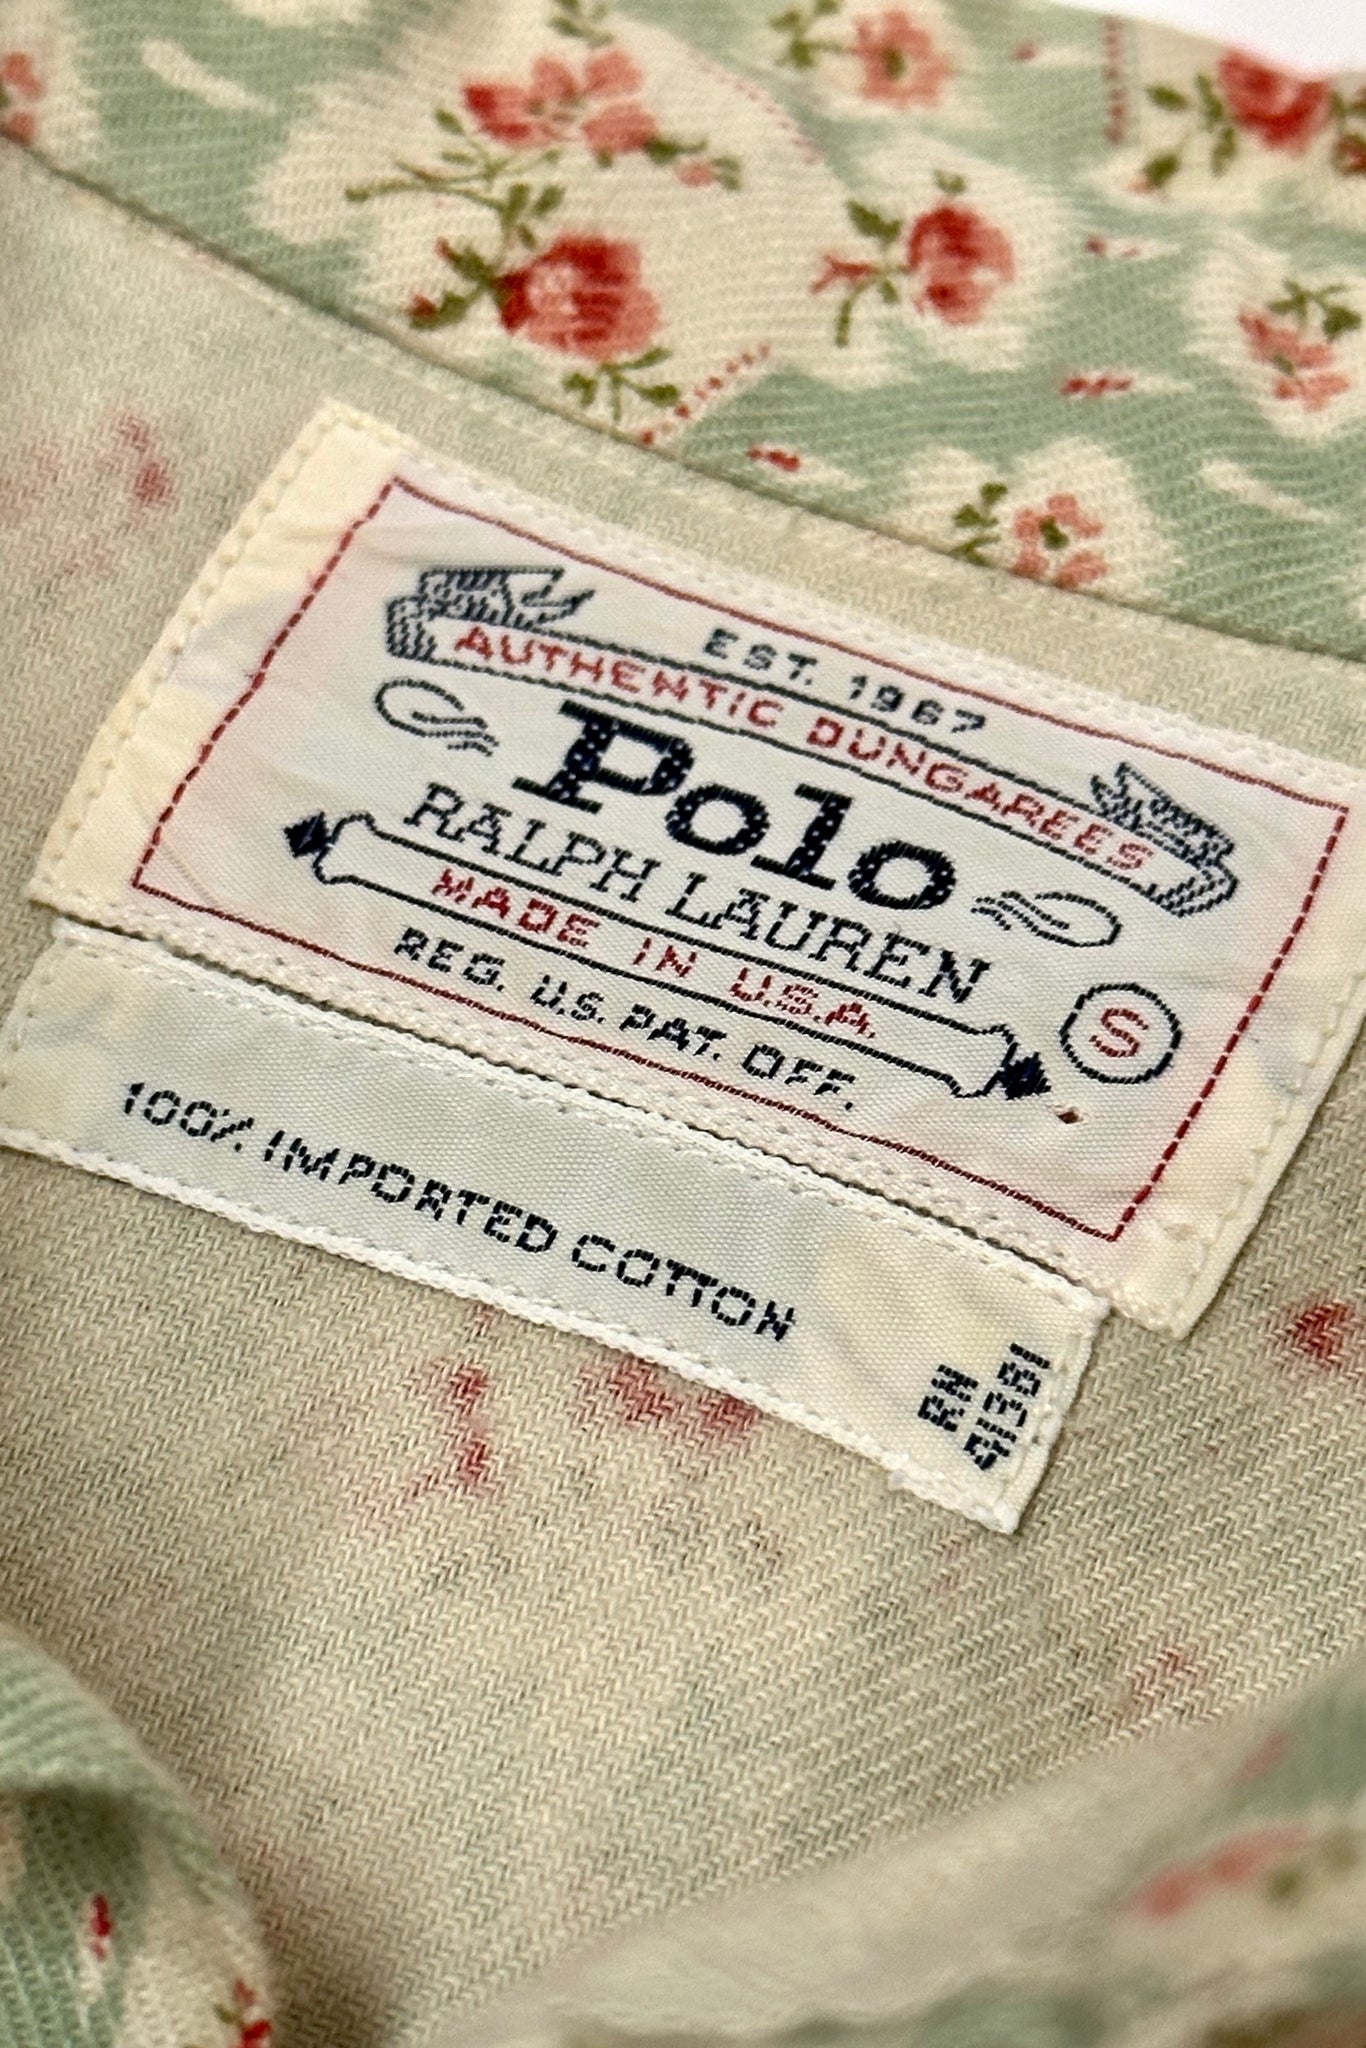 EST. 1967
AUTHENTIC DUNGAREES
Polo
RALPH LAUREN
MADE IN U.S.A.
REG. U.S. PAT. OFF.
S
100% IMPORTED COTTON
RN
41381